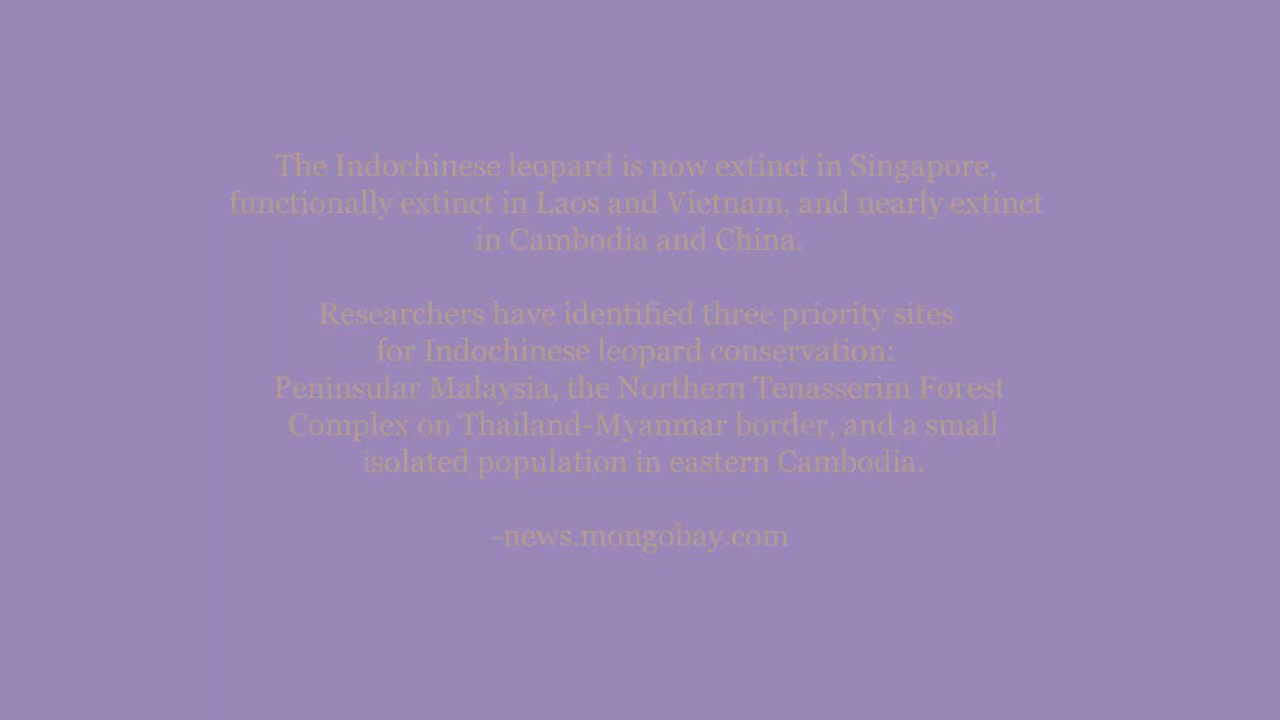 The Indochinese leopard is now extinct in Singapore,
functionally extinct in Laos and Vietnam, and nearly extinct
in Cambodia and China.
Researchers have identified three priority sites
for Indochinese leopard conservation:
Peninsular Malaysia, the Northern Tenasserim Forest
Complex on Thailand-Myanmar border, and a small
isolated population in eastern Cambodia.
-news.mongobay.com